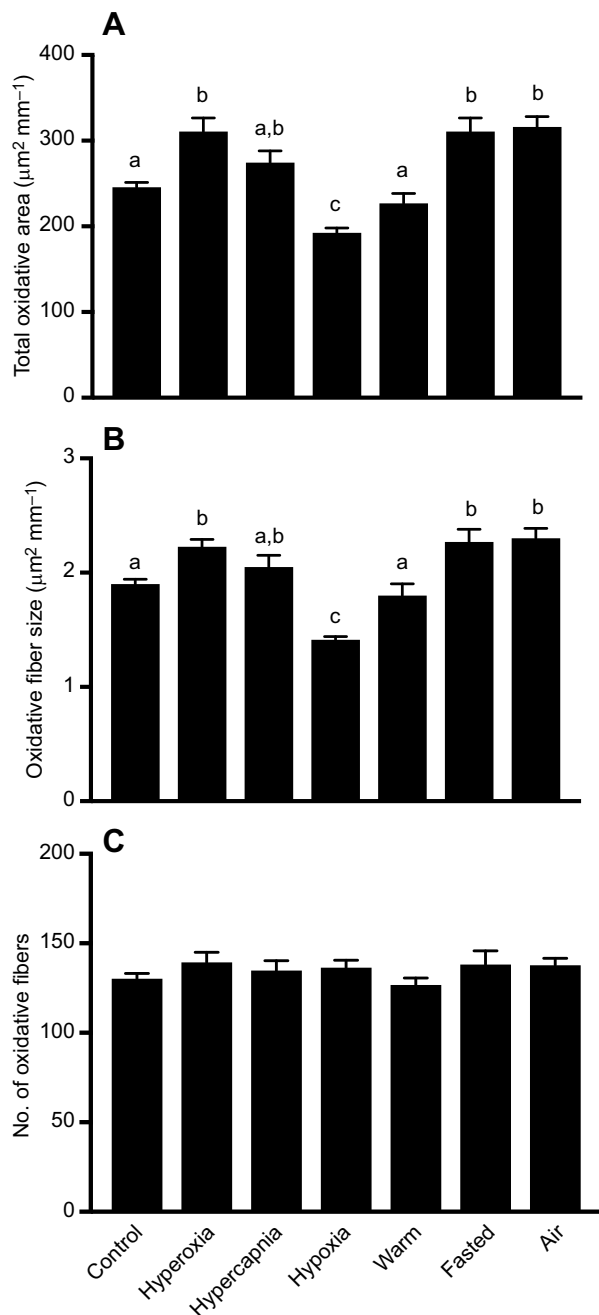 A
Total oxidative area (μm² mm⁻¹)
400
300
200
100
0
a
b
a,b
c
a
b
b
B
Oxidative fiber size (μm² mm⁻¹)
3
2
1
0
a
b
a,b
c
a
b
b
C
No. of oxidative fibers
200
150
100
50
0
Control
Hyperoxia
Hypercapnia
Hypoxia
Warm
Fasted
Air